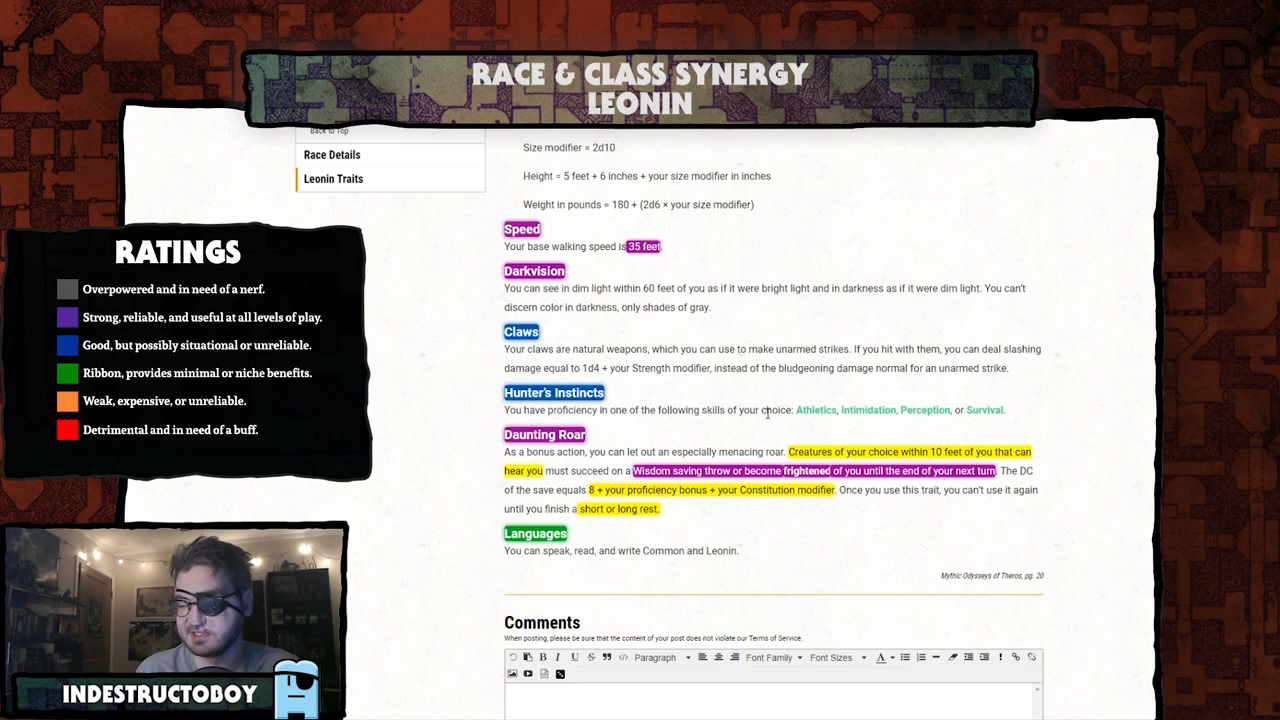 RACE & CLASS SYNERGY
LEONIN
Back to Top
Race Details
Leonin Traits
RATINGS
Overpowered and in need of a nerf.
Strong, reliable, and useful at all levels of play.
Good, but possibly situational or unreliable.
Ribbon, provides minimal or niche benefits.
Weak, expensive, or unreliable.
Detrimental and in need of a buff.
Size modifier = 2d10
Height = 5 feet + 6 inches + your size modifier in inches
Weight in pounds = 180 + (2d6 × your size modifier)
Speed
Your base walking speed is 35 feet.
Darkvision
You can see in dim light within 60 feet of you as if it were bright light and in darkness as if it were dim light. You can't
discern color in darkness, only shades of gray.
Claws
Your claws are natural weapons, which you can use to make unarmed strikes. If you hit with them, you can deal slashing
damage equal to 1d4 + your Strength modifier, instead of the bludgeoning damage normal for an unarmed strike.
Hunter's Instincts
You have proficiency in one of the following skills of your choice: Athletics, Intimidation, Perception, or Survival.
Daunting Roar
As a bonus action, you can let out an especially menacing roar. Creatures of your choice within 10 feet of you that can
hear you must succeed on a Wisdom saving throw or become frightened of you until the end of your next turn. The DC
of the save equals 8 + your proficiency bonus + your Constitution modifier. Once you use this trait, you can't use it again
until you finish a short or long rest.
Languages
You can speak, read, and write Common and Leonin.
Mythic Odysseys of Theros, pg. 20
Comments
When posting, please be sure that the content of your post does not violate our Terms of Service.
B I U S Paragraph Font Family Font Sizes A
INDESTRUCTOBOY